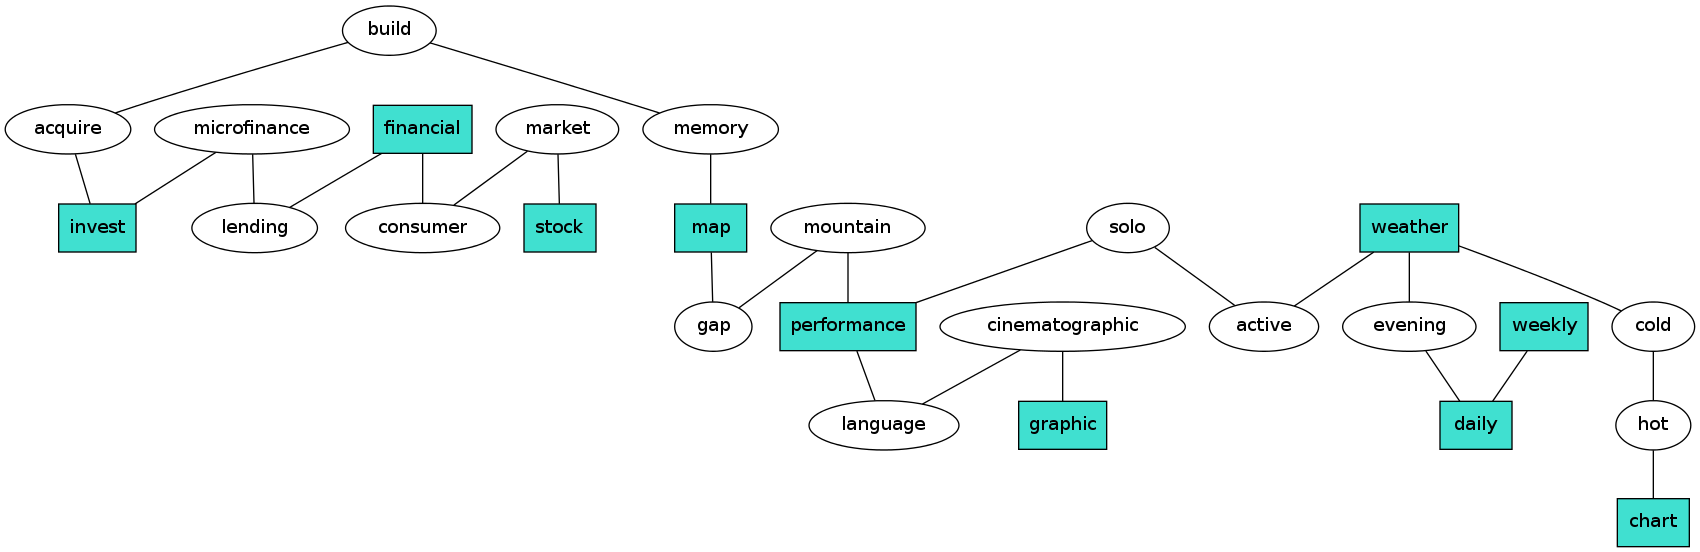 build
acquire
microfinance
financial
market
memory
invest
lending
consumer
stock
map
mountain
solo
weather
gap
performance
cinematographic
active
evening
weekly
cold
language
graphic
daily
hot
chart